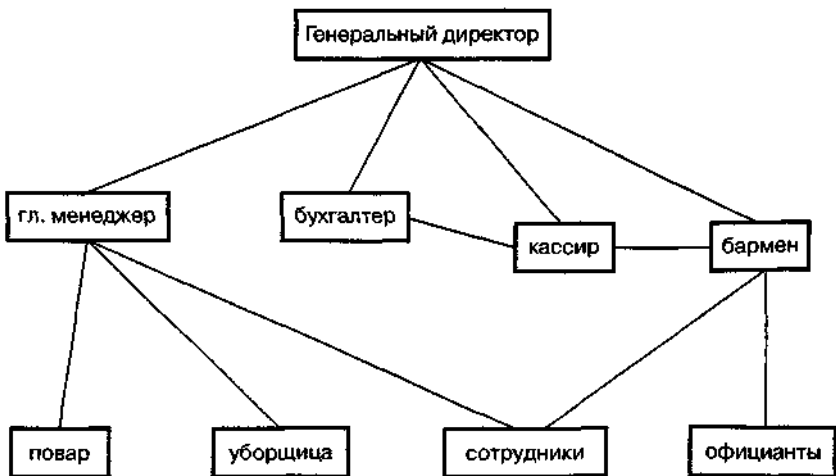 Генеральный директор
гл. менеджер
бухгалтер
кассир
бармен
повар
уборщица
сотрудники
официанты